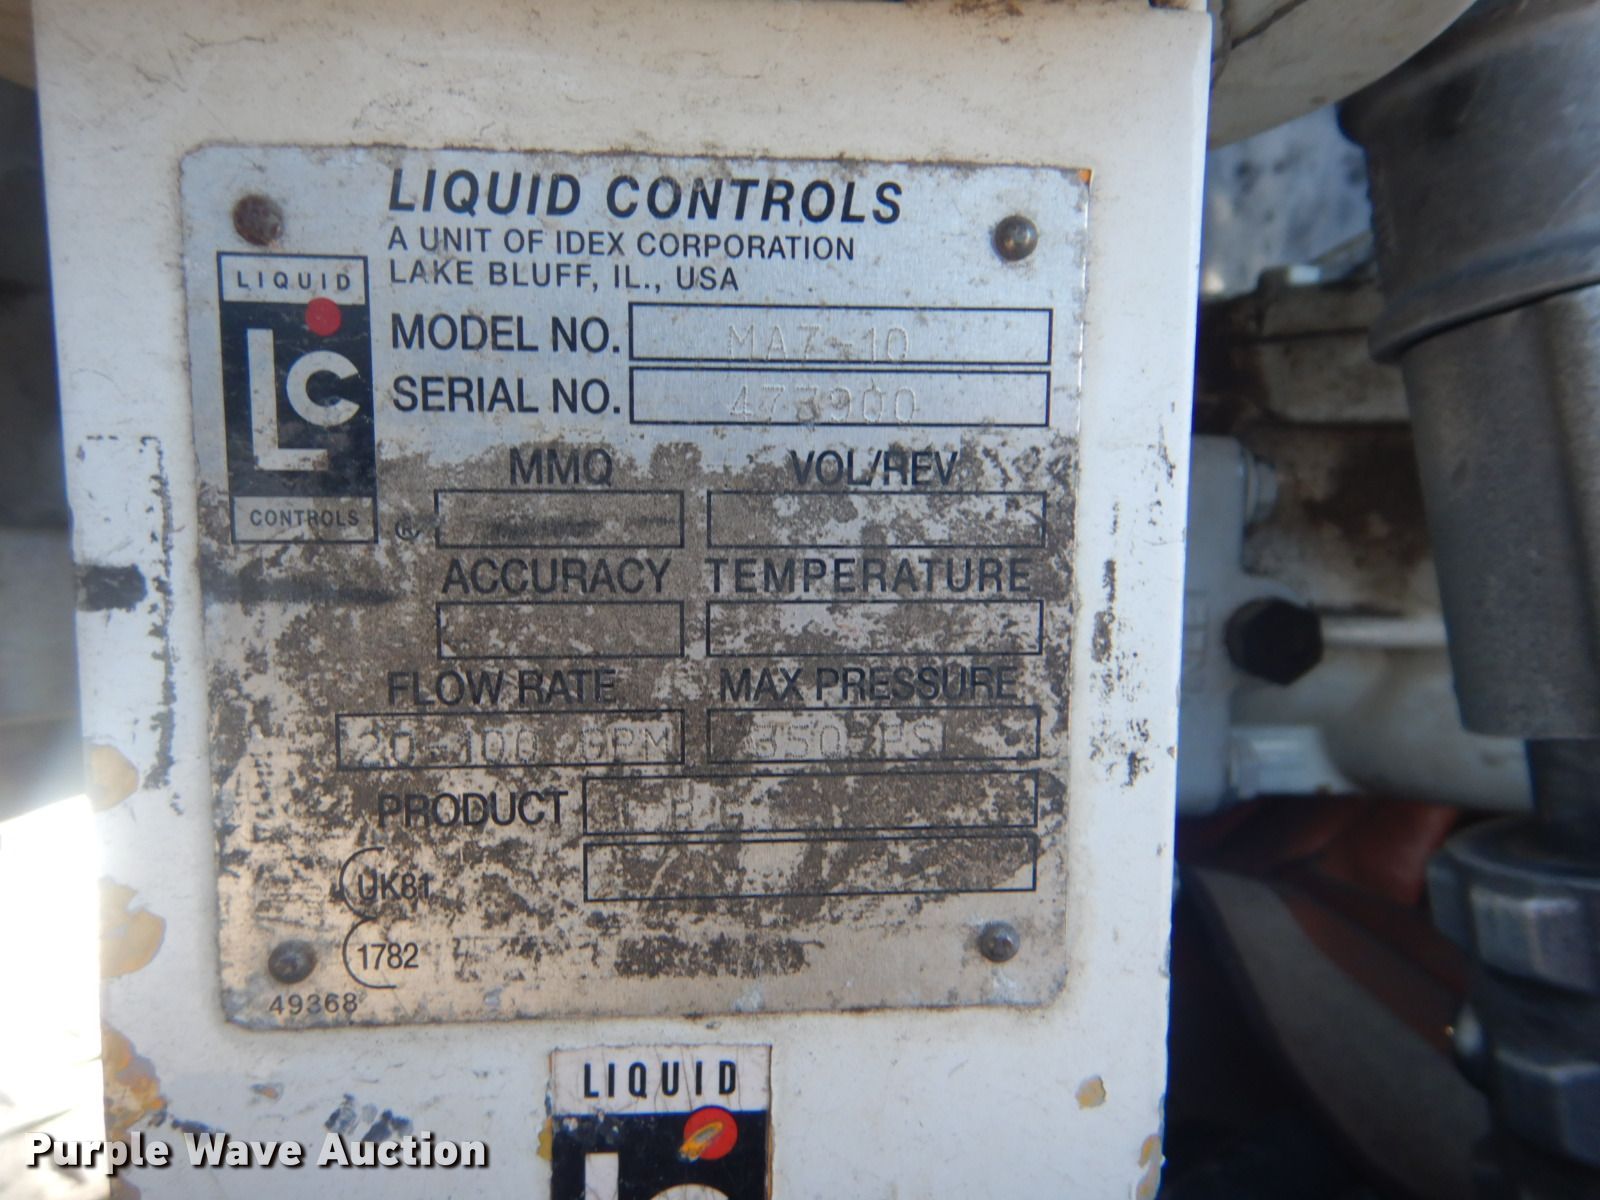 LIQUID CONTROLS
A UNIT OF IDEX CORPORATION
LAKE BLUFF, IL., USA
LIQUID
LC
CONTROLS
®
MODEL NO. MA7-10
SERIAL NO.
MMQ VOL/REV
ACCURACY TEMPERATURE
FLOW RATE MAX PRESSURE
20-100 GPM
PRODUCT
UK81
1782
49368
LIQUID
Purple Wave Auction